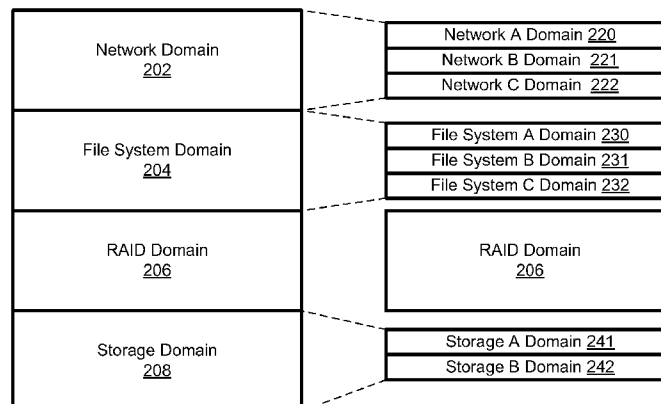 Network Domain
202
File System Domain
204
RAID Domain
206
Storage Domain
208
Network A Domain 220
Network B Domain 221
Network C Domain 222
File System A Domain 230
File System B Domain 231
File System C Domain 232
RAID Domain
206
Storage A Domain 241
Storage B Domain 242